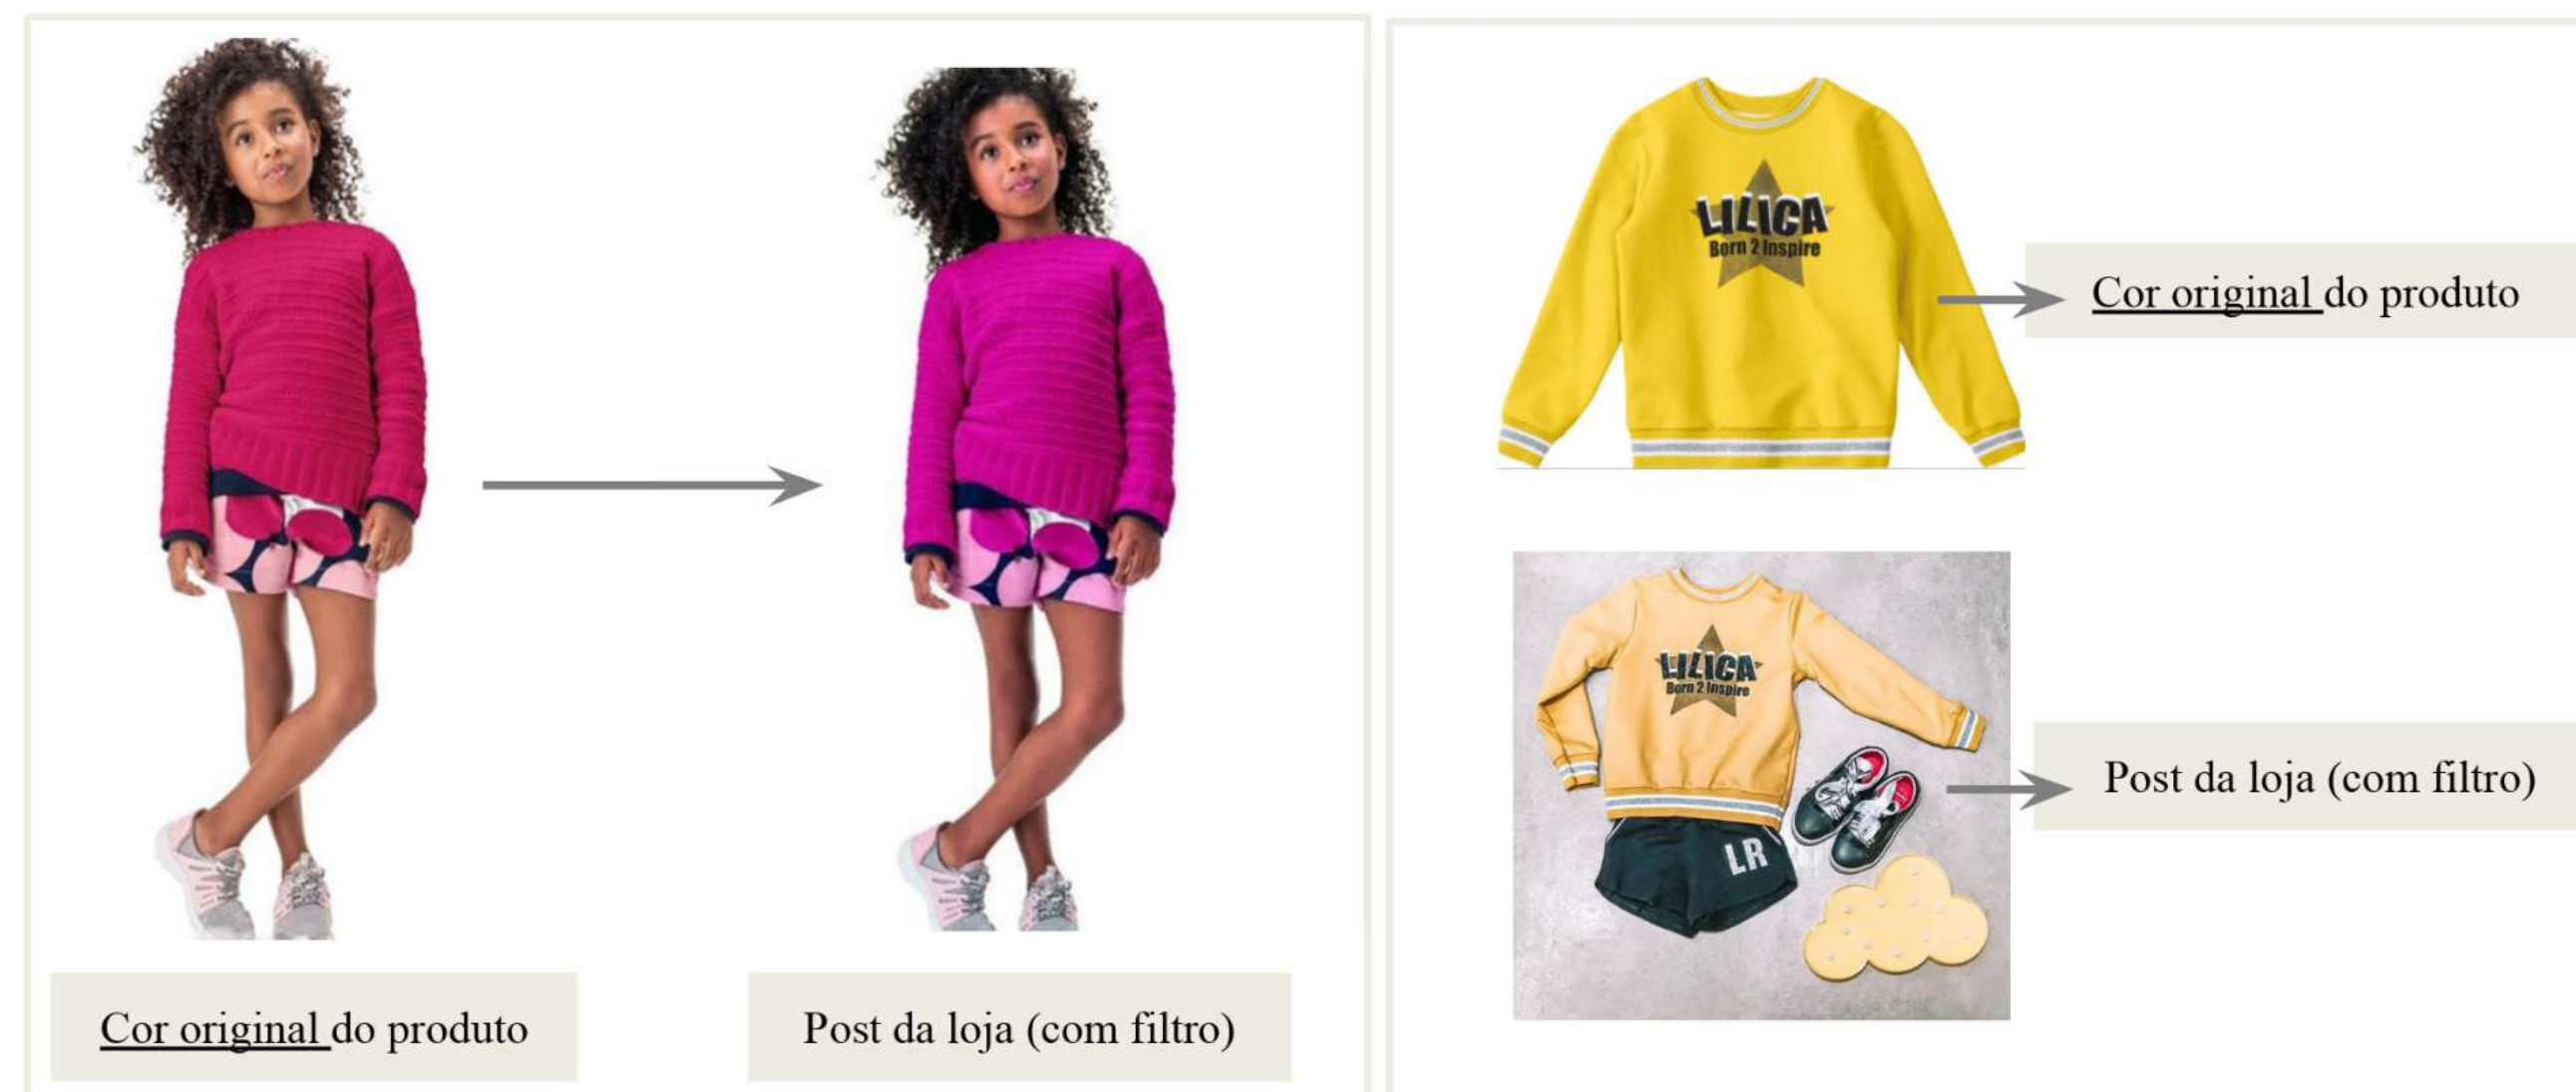 Cor original do produto
Post da loja (com filtro)
LILICA
Born 2 Inspire
Cor original do produto
LILICA
Born 2 Inspire
LR
Post da loja (com filtro)